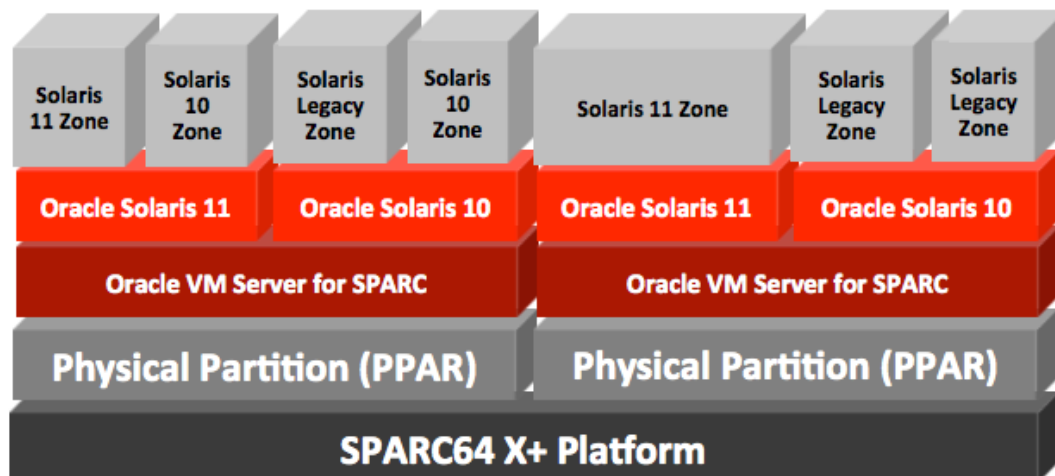 Solaris
11 Zone
Solaris
10
Zone
Solaris
Legacy
Zone
Solaris
10
Zone
Solaris 11 Zone
Solaris
Legacy
Zone
Solaris
Legacy
Zone
Oracle Solaris 11
Oracle Solaris 10
Oracle Solaris 11
Oracle Solaris 10
Oracle VM Server for SPARC
Oracle VM Server for SPARC
Physical Partition (PPAR)
Physical Partition (PPAR)
SPARC64 X+ Platform